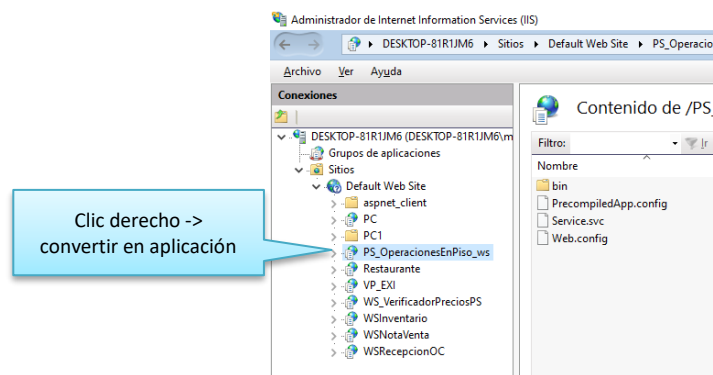 Administrador de Internet Information Services (IIS)
DESKTOP-81R1JM6 Sitios Default Web Site PS_Operacio
Archivo Ver Ayuda
Conexiones
DESKTOP-81R1JM6 (DESKTOP-81R1JM6\m
Grupos de aplicaciones
Sitios
Default Web Site
aspnet_client
PC
PC1
PS_OperacionesEnPiso_ws
Restaurante
VP_EXI
WS_VerificadorPreciosPS
WSInventario
WSNotaVenta
WSRecepcionOC
Clic derecho ->
convertir en aplicación
Contenido de /PS_
Filtro: Ir
Nombre
bin
PrecompiledApp.config
Service.svc
Web.config